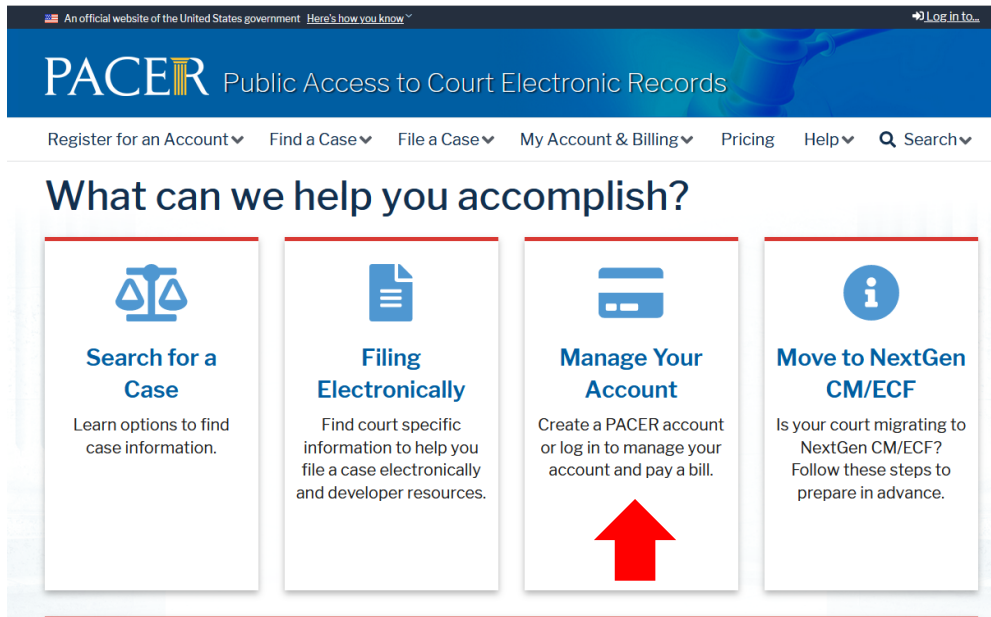 An official website of the United States government Here's how you know
Log in to...
PACER Public Access to Court Electronic Records
Register for an Account Find a Case File a Case My Account & Billing Pricing Help Search
What can we help you accomplish?
Search for a
Case
Learn options to find
case information.
Filing
Electronically
Find court specific
information to help you
file a case electronically
and developer resources.
Manage Your
Account
Create a PACER account
or log in to manage your
account and pay a bill.
Move to NextGen
CM/ECF
Is your court migrating to
NextGen CM/ECF?
Follow these steps to
prepare in advance.